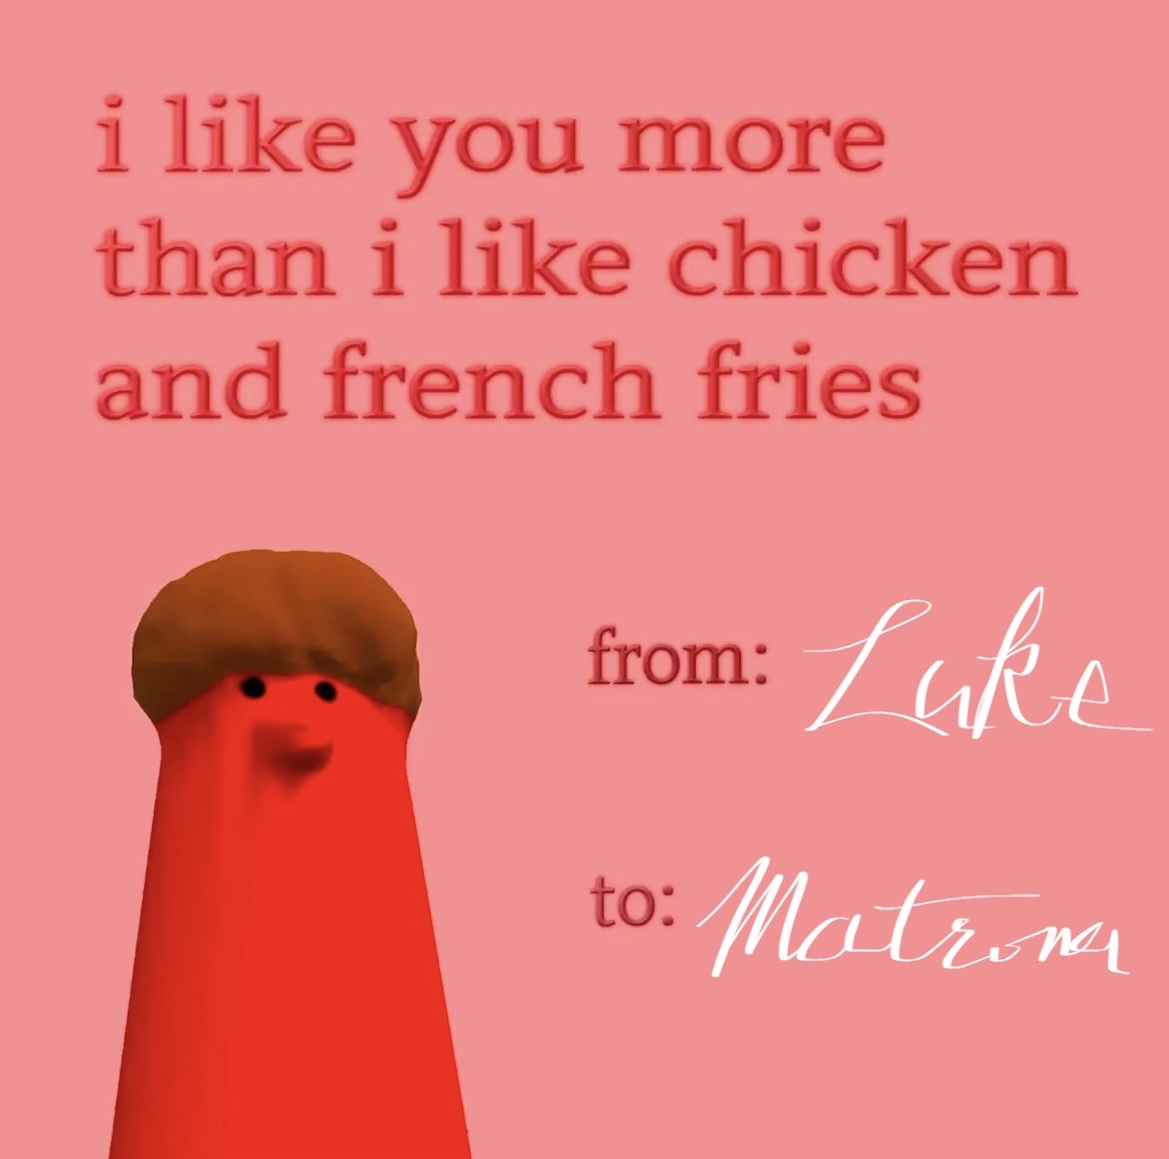 i like you more
than i like chicken
and french fries
from: Luke
to: Matrona